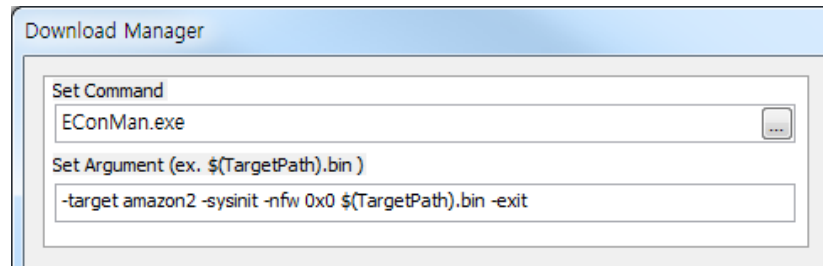 Download Manager
Set Command
EConMan.exe
...
Set Argument (ex. $(TargetPath).bin )
-target amazon2 -sysinit -nfw 0x0 $(TargetPath).bin -exit